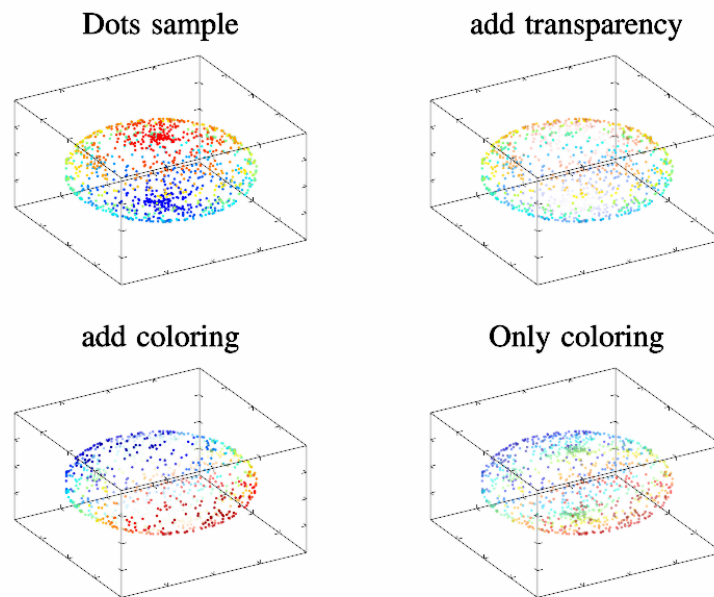 Dots sample
add transparency
add coloring
Only coloring